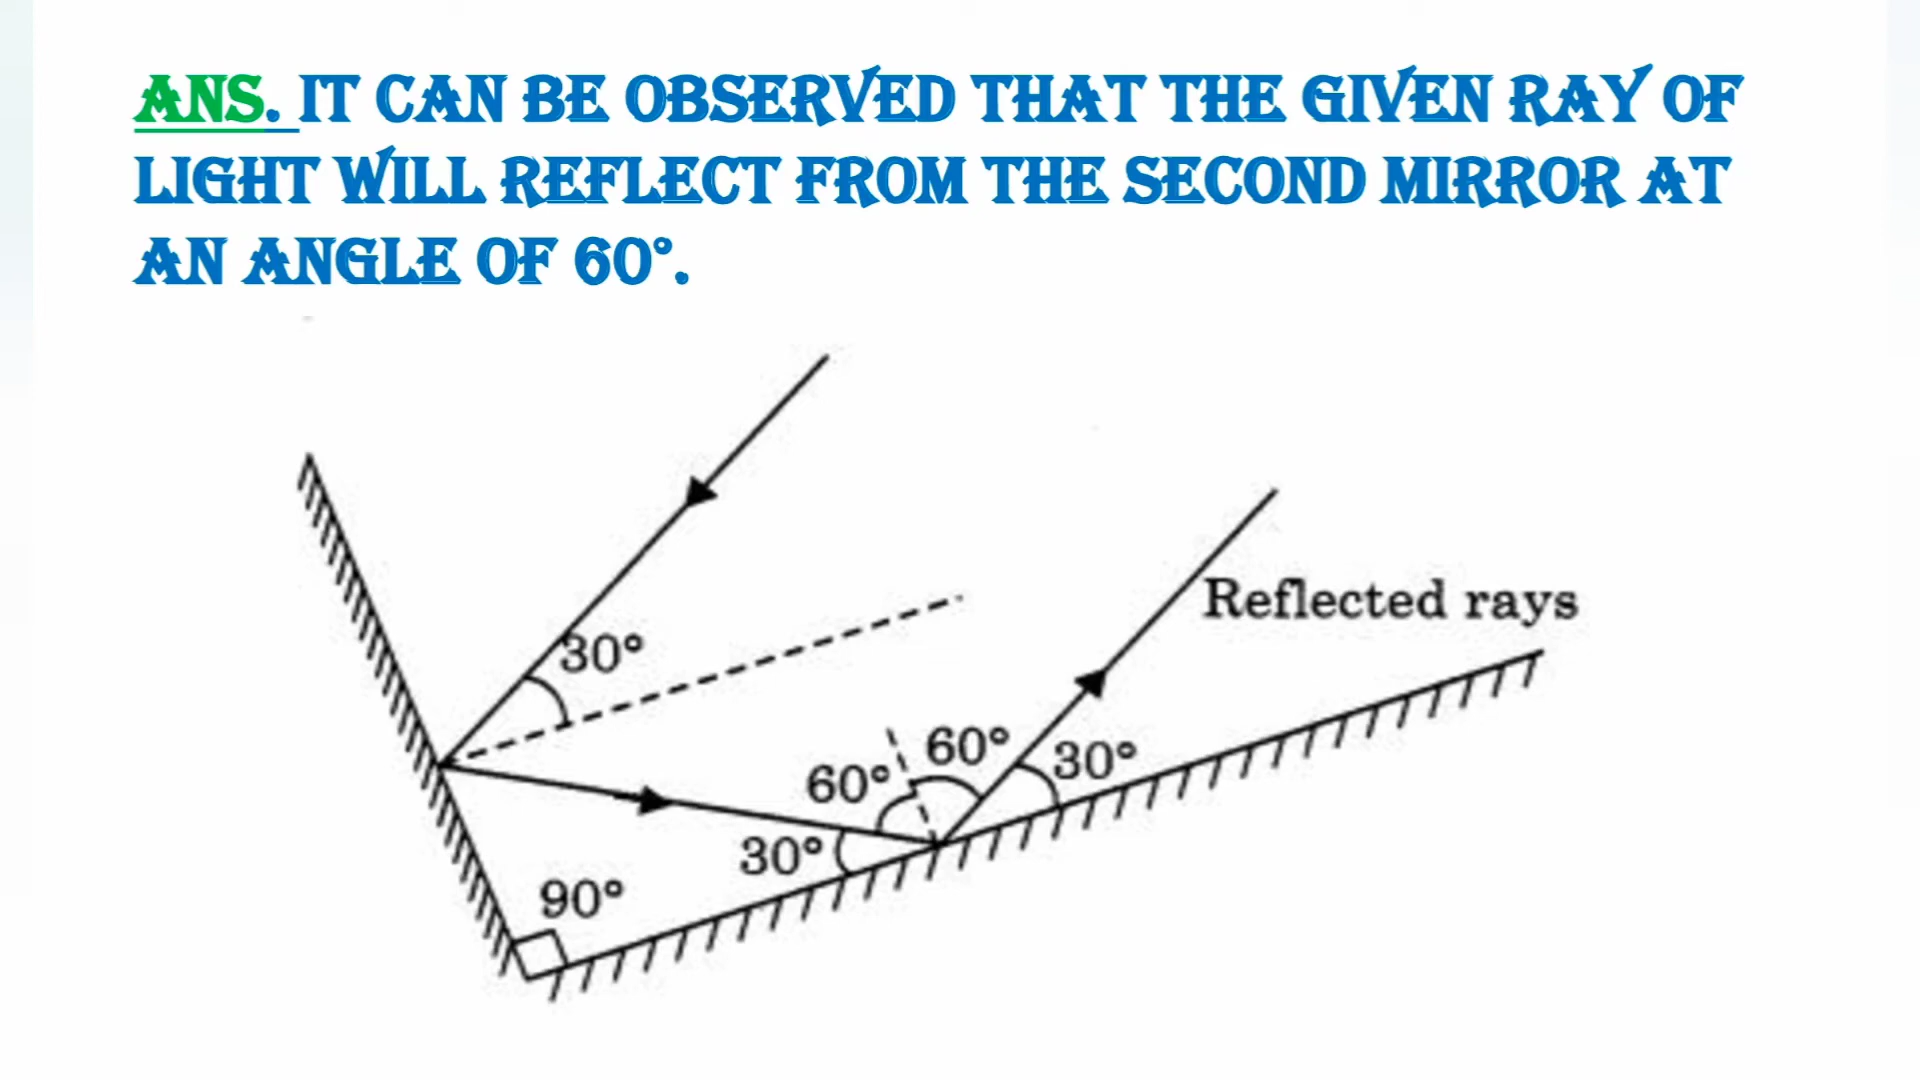 ANS. IT CAN BE OBSERVED THAT THE GIVEN RAY OF
LIGHT WILL REFLECT FROM THE SECOND MIRROR AT
AN ANGLE OF 60°.
30°
Reflected rays
60°
60°
30°
30°
90°